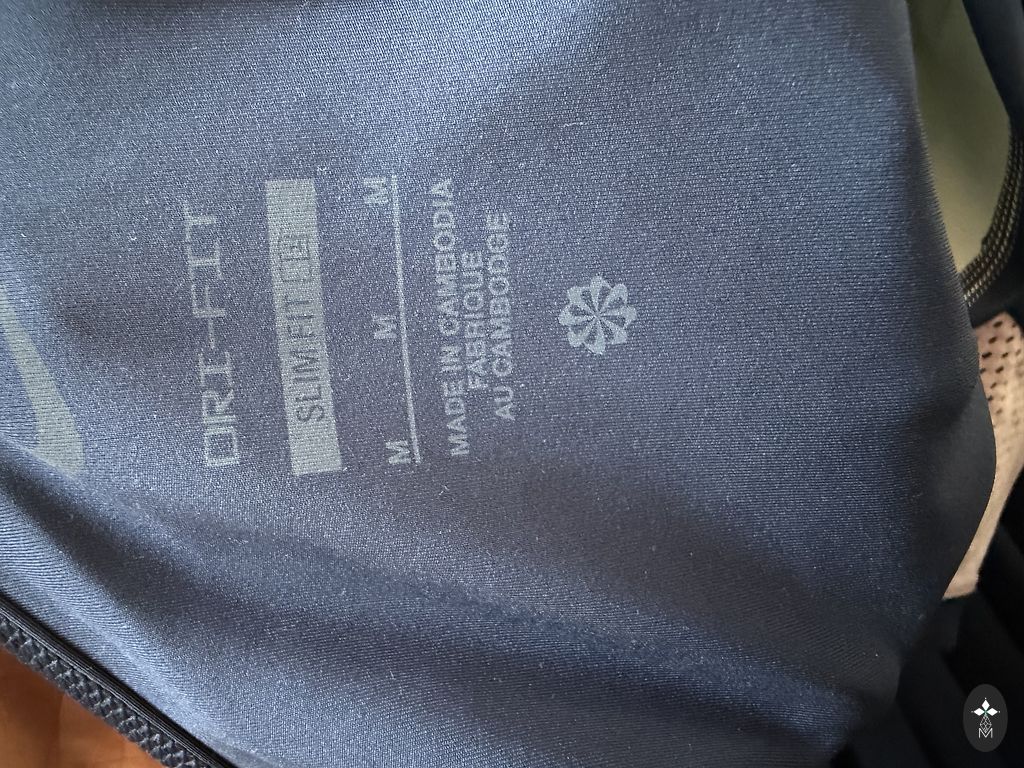 DRI-FIT
SLIM FIT
M M M
MADE IN CAMBODIA
FABRIQUE
AU CAMBODGE